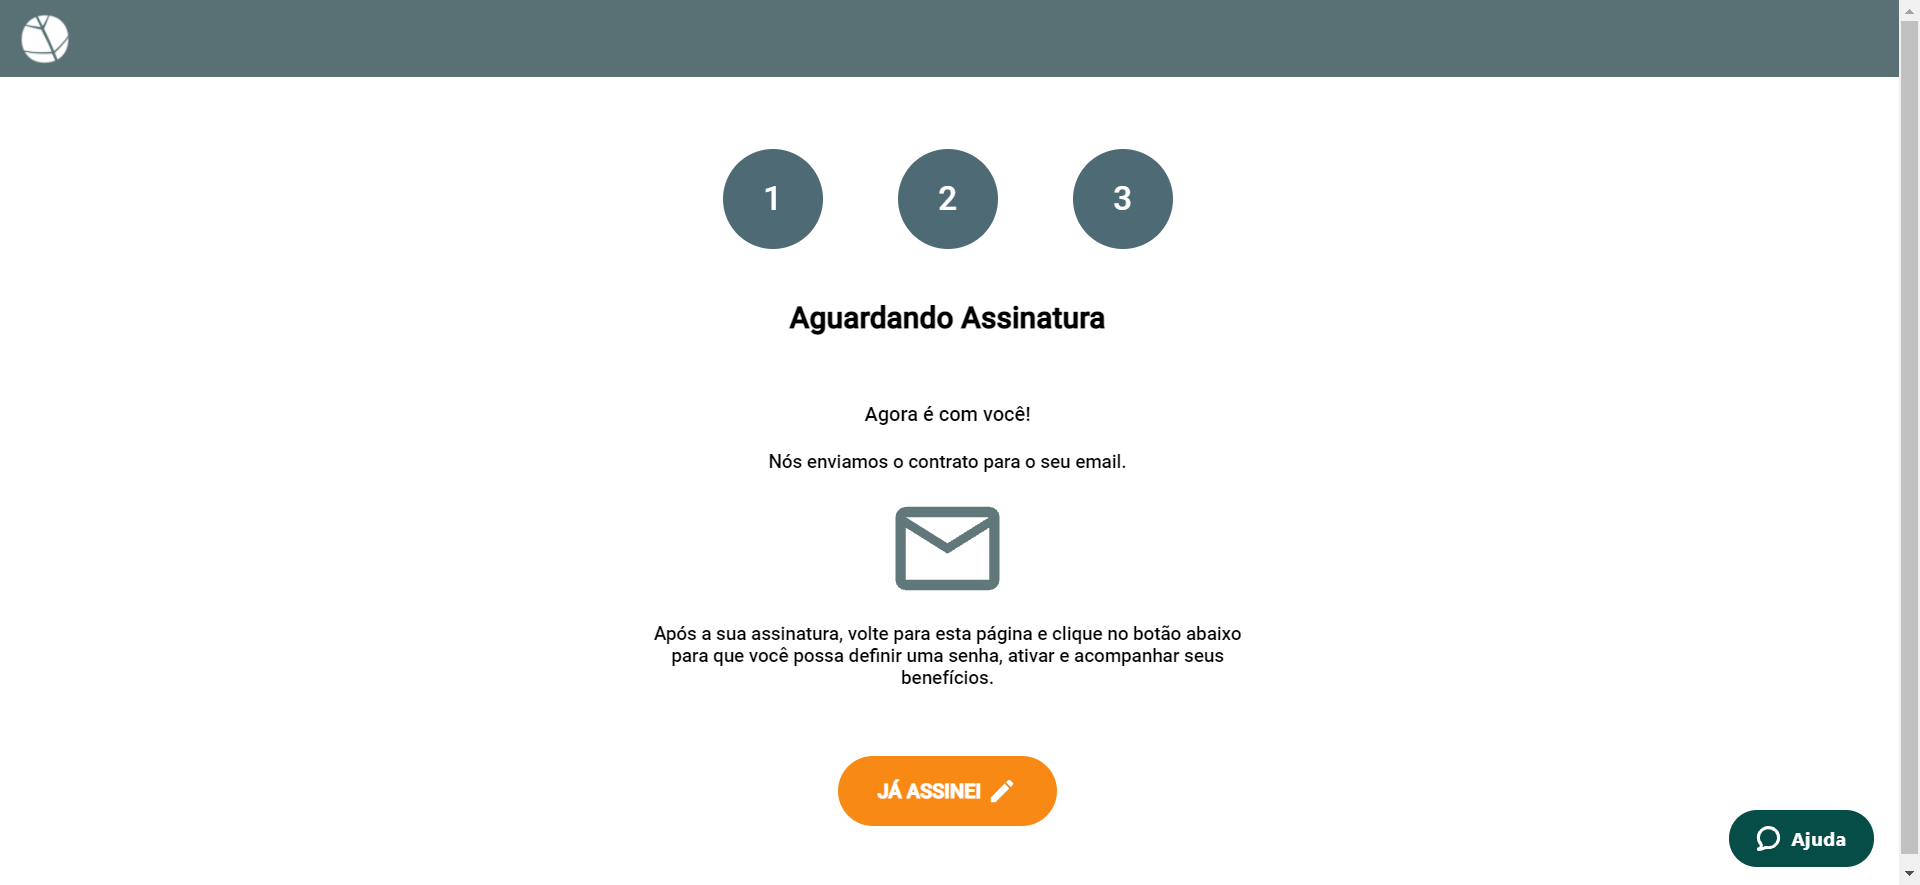 1 2 3
Aguardando Assinatura
Agora é com você!
Nós enviamos o contrato para o seu email.
Após a sua assinatura, volte para esta página e clique no botão abaixo
para que você possa definir uma senha, ativar e acompanhar seus
benefícios.
JÁ ASSINEI
Ajuda